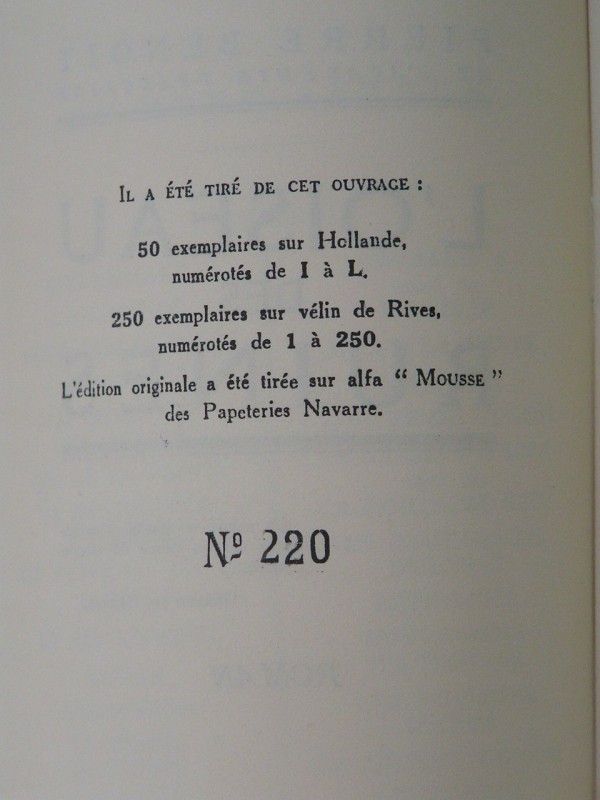 IL A ÉTÉ TIRÉ DE CET OUVRAGE :
50 exemplaires sur Hollande,
numérotés de I à L.
250 exemplaires sur vélin de Rives,
numérotés de 1 à 250.
L'édition originale a été tirée sur alfa “ MOUSSE ”
des Papeteries Navarre.
Nº 220